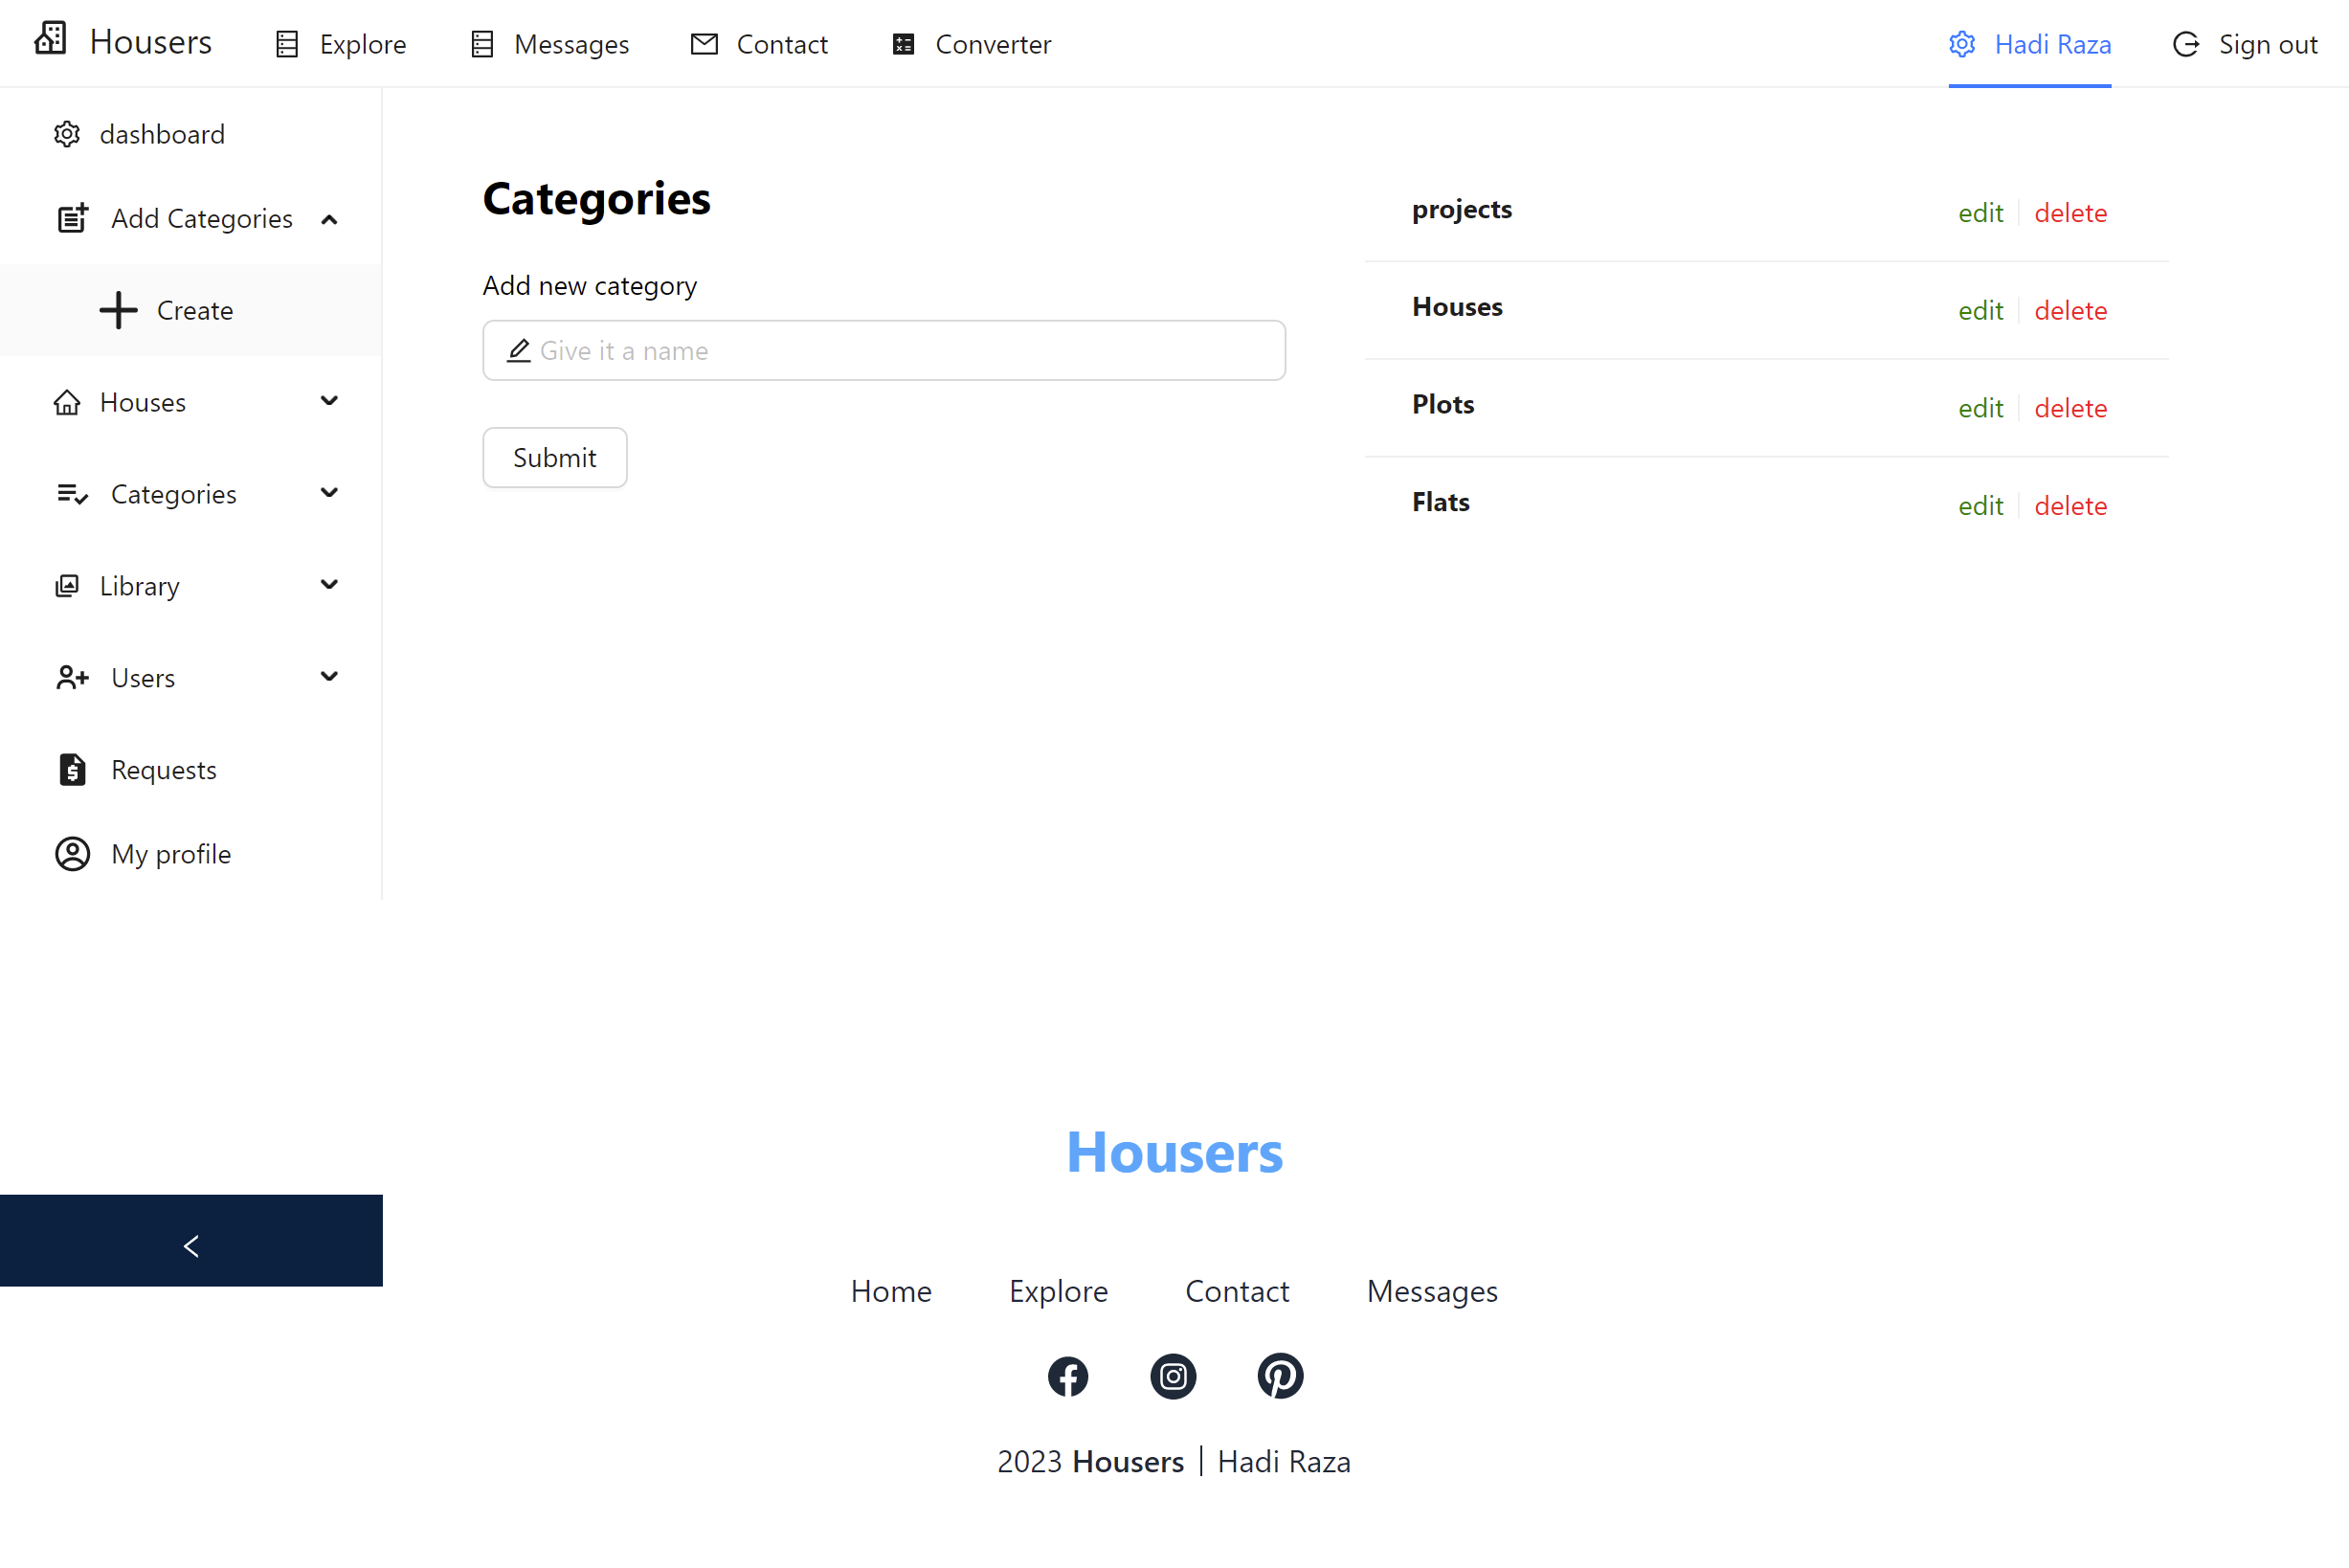 Housers Explore Messages Contact Converter Hadi Raza Sign out
dashboard
Add Categories
Create
Houses
Categories
Library
Users
Requests
My profile
Categories
Add new category
Give it a name
Submit
projects edit delete
Houses edit delete
Plots edit delete
Flats edit delete
Housers
Home Explore Contact Messages
2023 Housers | Hadi Raza